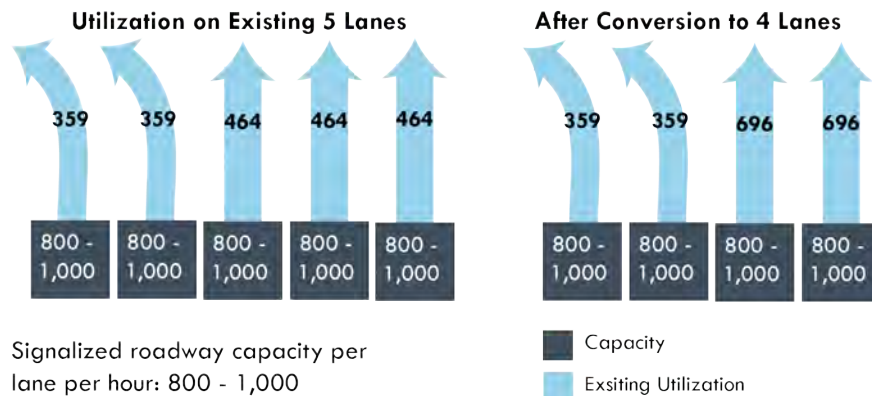 Utilization on Existing 5 Lanes
359 359 464 464 464
800 - 800 - 800 - 800 - 800 -
1,000 1,000 1,000 1,000 1,000
After Conversion to 4 Lanes
359 359 696 696
800 - 800 - 800 - 800 -
1,000 1,000 1,000 1,000
Signalized roadway capacity per
lane per hour: 800 - 1,000
Capacity
Exsiting Utilization